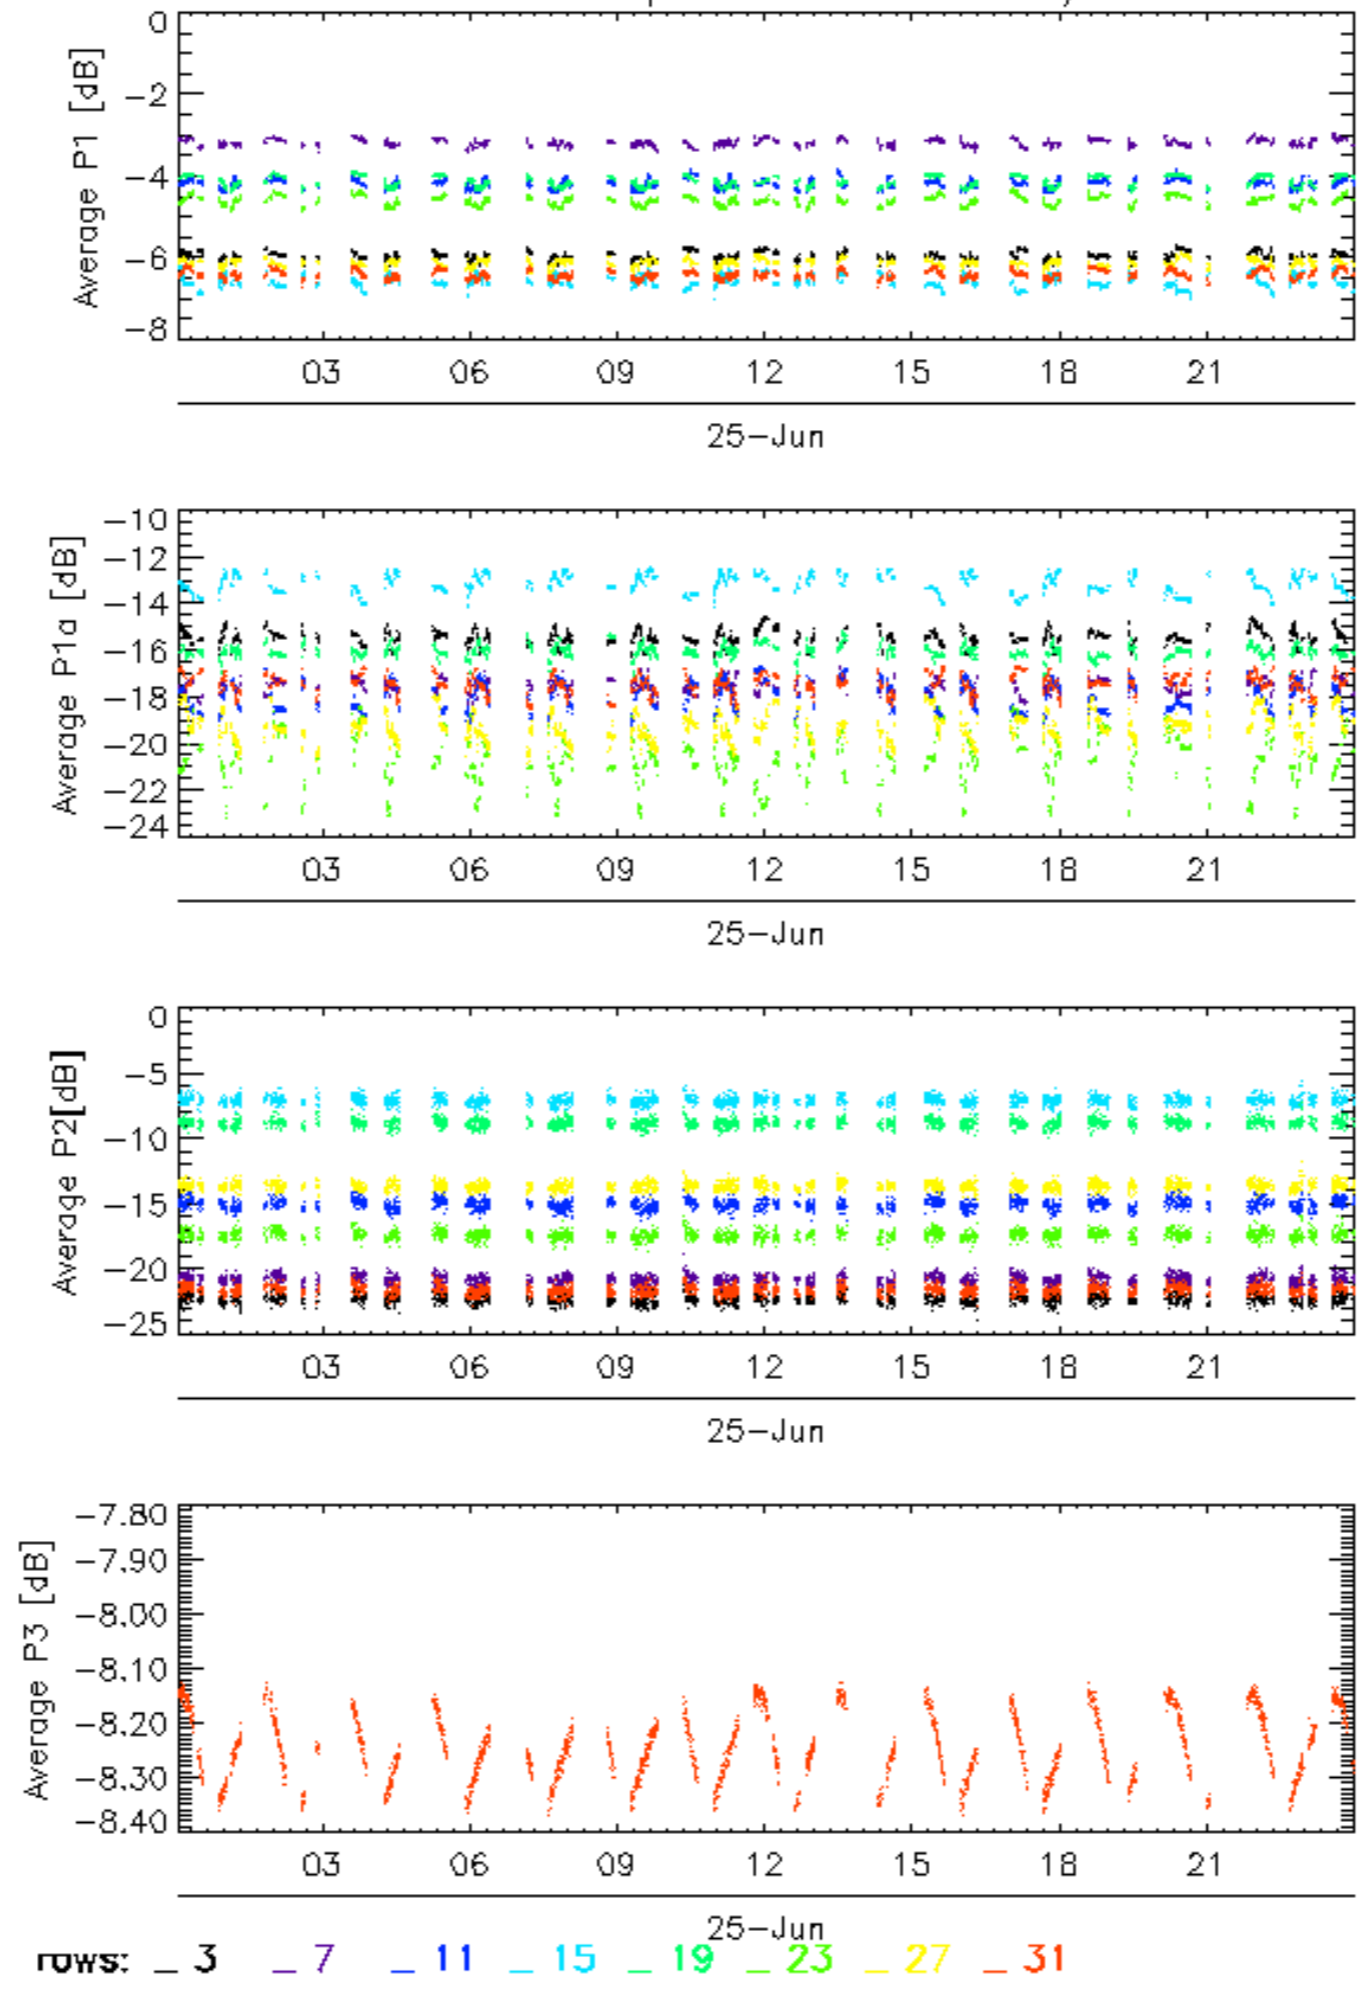 0
−2
−4
−6
−8
Average P1 [dB]
03 06 09 12 15 18 21
25−Jun
−10
−12
−14
−16
−18
−20
−22
−24
Average P1a [dB]
03 06 09 12 15 18 21
25−Jun
0
−5
−10
−15
−20
−25
Average P2[dB]
03 06 09 12 15 18 21
25−Jun
−7.80
−7.90
−8.00
−8.10
−8.20
−8.30
−8.40
Average P3 [dB]
03 06 09 12 15 18 21
25−Jun
rows: _ 3 _ 7 _ 11 _ 15 _ 19 _ 23 _ 27 _ 31